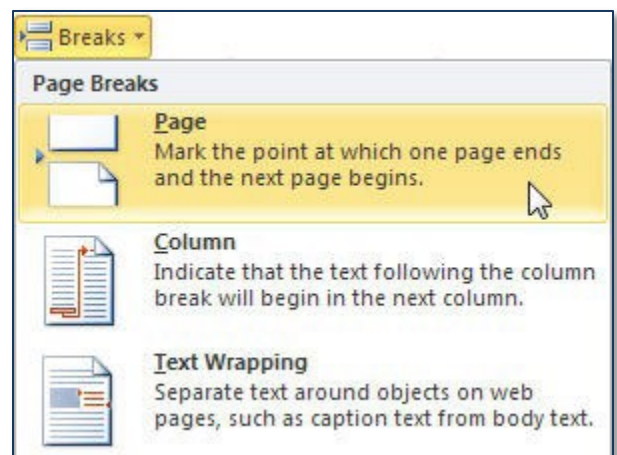 Breaks
Page Breaks
Page
Mark the point at which one page ends
and the next page begins.
Column
Indicate that the text following the column
break will begin in the next column.
Text Wrapping
Separate text around objects on web
pages, such as caption text from body text.